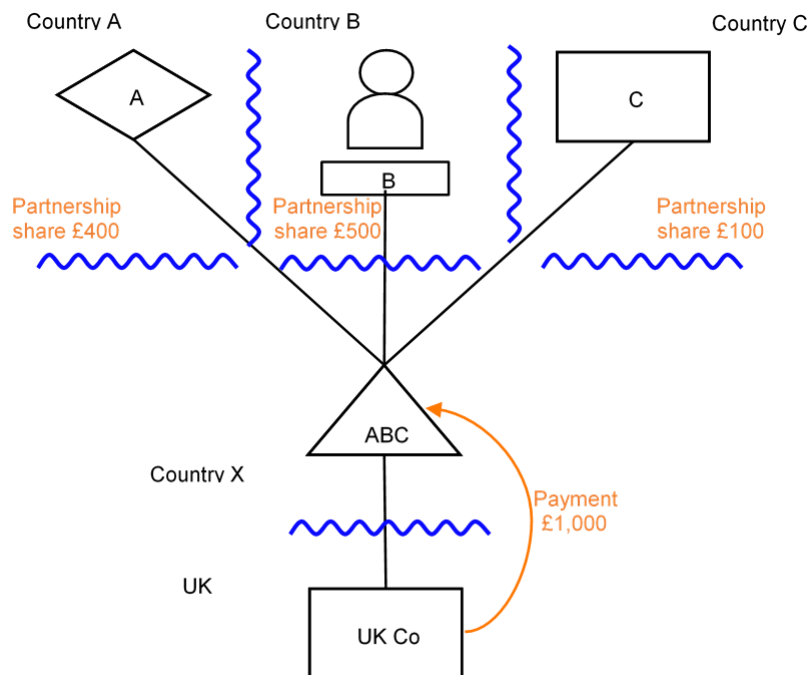 Country A
Country B
Country C
A
B
C
Partnership
share £400
Partnership
share £500
Partnership
share £100
ABC
Country X
Payment
£1,000
UK
UK Co